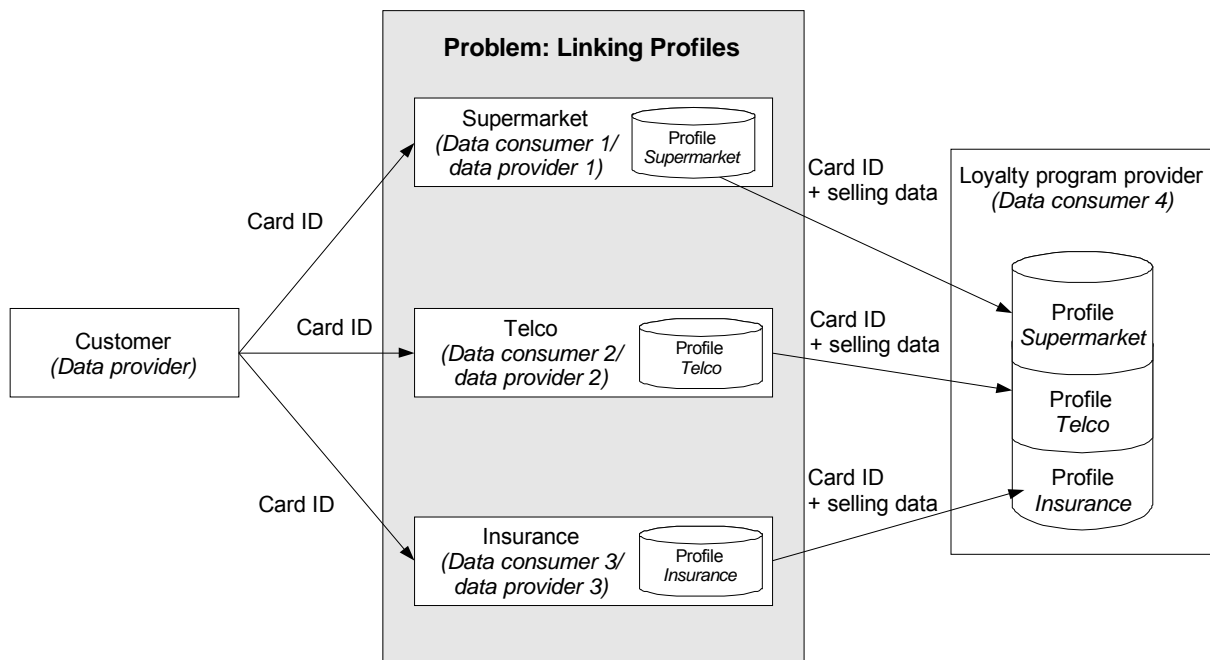 Problem: Linking Profiles
Customer
(Data provider)
Card ID
Card ID
Card ID
Supermarket
(Data consumer 1/
data provider 1)
Profile
Supermarket
Telco
(Data consumer 2/
data provider 2)
Profile
Telco
Insurance
(Data consumer 3/
data provider 3)
Profile
Insurance
Card ID
+ selling data
Card ID
+ selling data
Card ID
+ selling data
Loyalty program provider
(Data consumer 4)
Profile
Supermarket
Profile
Telco
Profile
Insurance